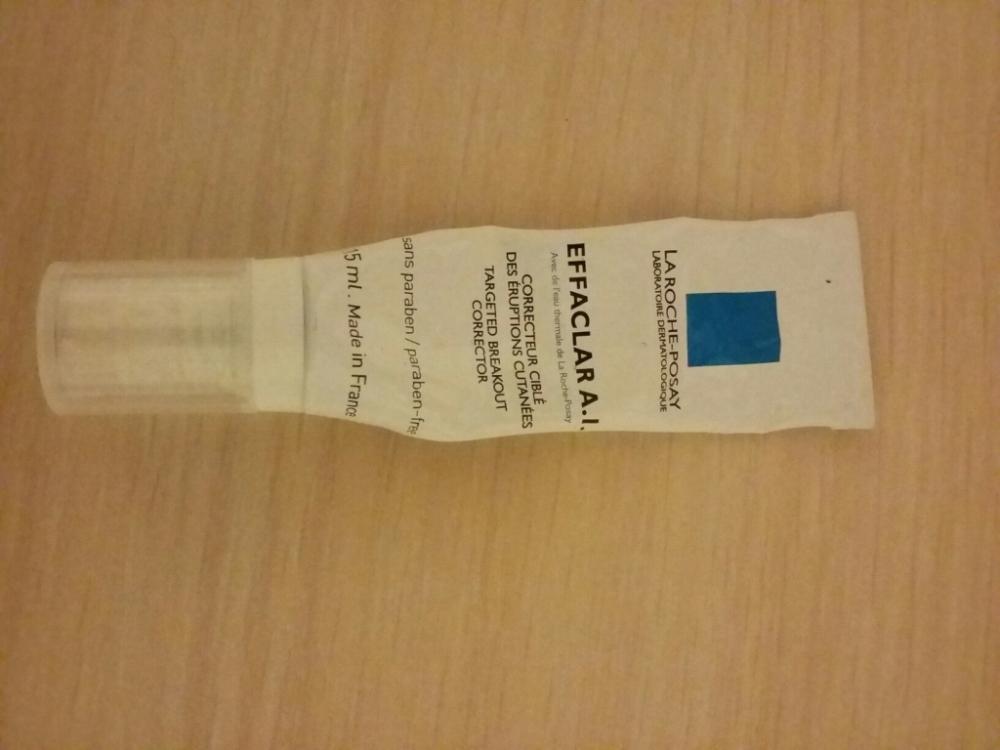 LA ROCHE-POSAY
LABORATOIRE DERMATOLOGIQUE
EFFACLAR A.I.
Avec de l'eau thermale de La Roche-Posay
CORRECTEUR CIBLÉ
DES ÉRUPTIONS CUTANÉES
TARGETED BREAKOUT
CORRECTOR
sans paraben / paraben-free
15 ml . Made in France